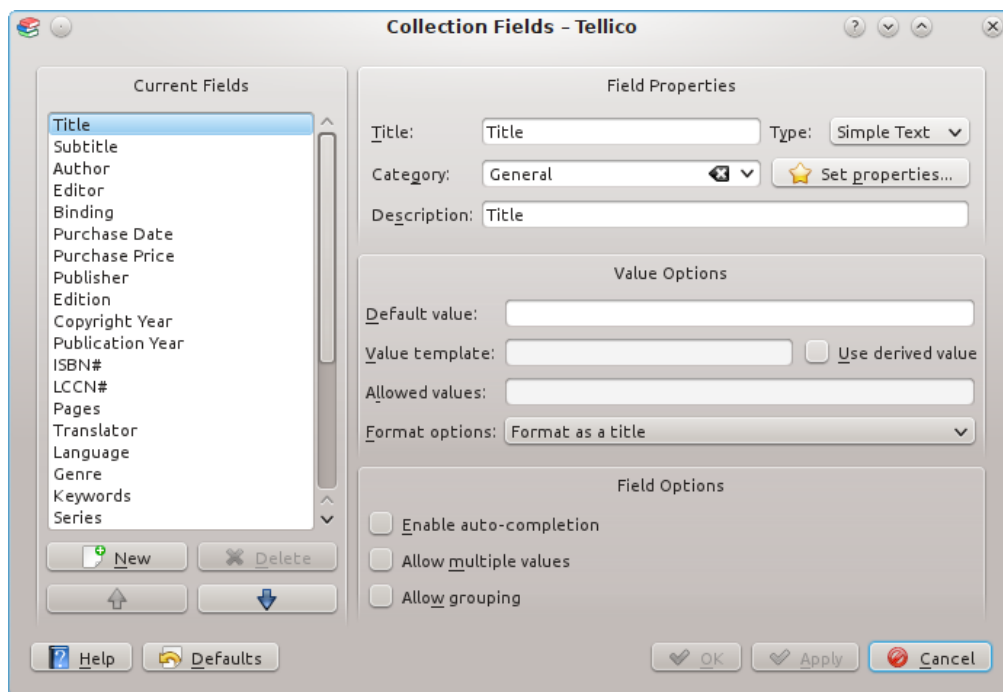 Collection Fields – Tellico
Current Fields
Title
Subtitle
Author
Editor
Binding
Purchase Date
Purchase Price
Publisher
Edition
Copyright Year
Publication Year
ISBN#
LCCN#
Pages
Translator
Language
Genre
Keywords
Series
New Delete
Field Properties
Title: Title Type: Simple Text
Category: General Set properties...
Description: Title
Value Options
Default value:
Value template: Use derived value
Allowed values:
Format options: Format as a title
Field Options
Enable auto-completion
Allow multiple values
Allow grouping
Help Defaults OK Apply Cancel